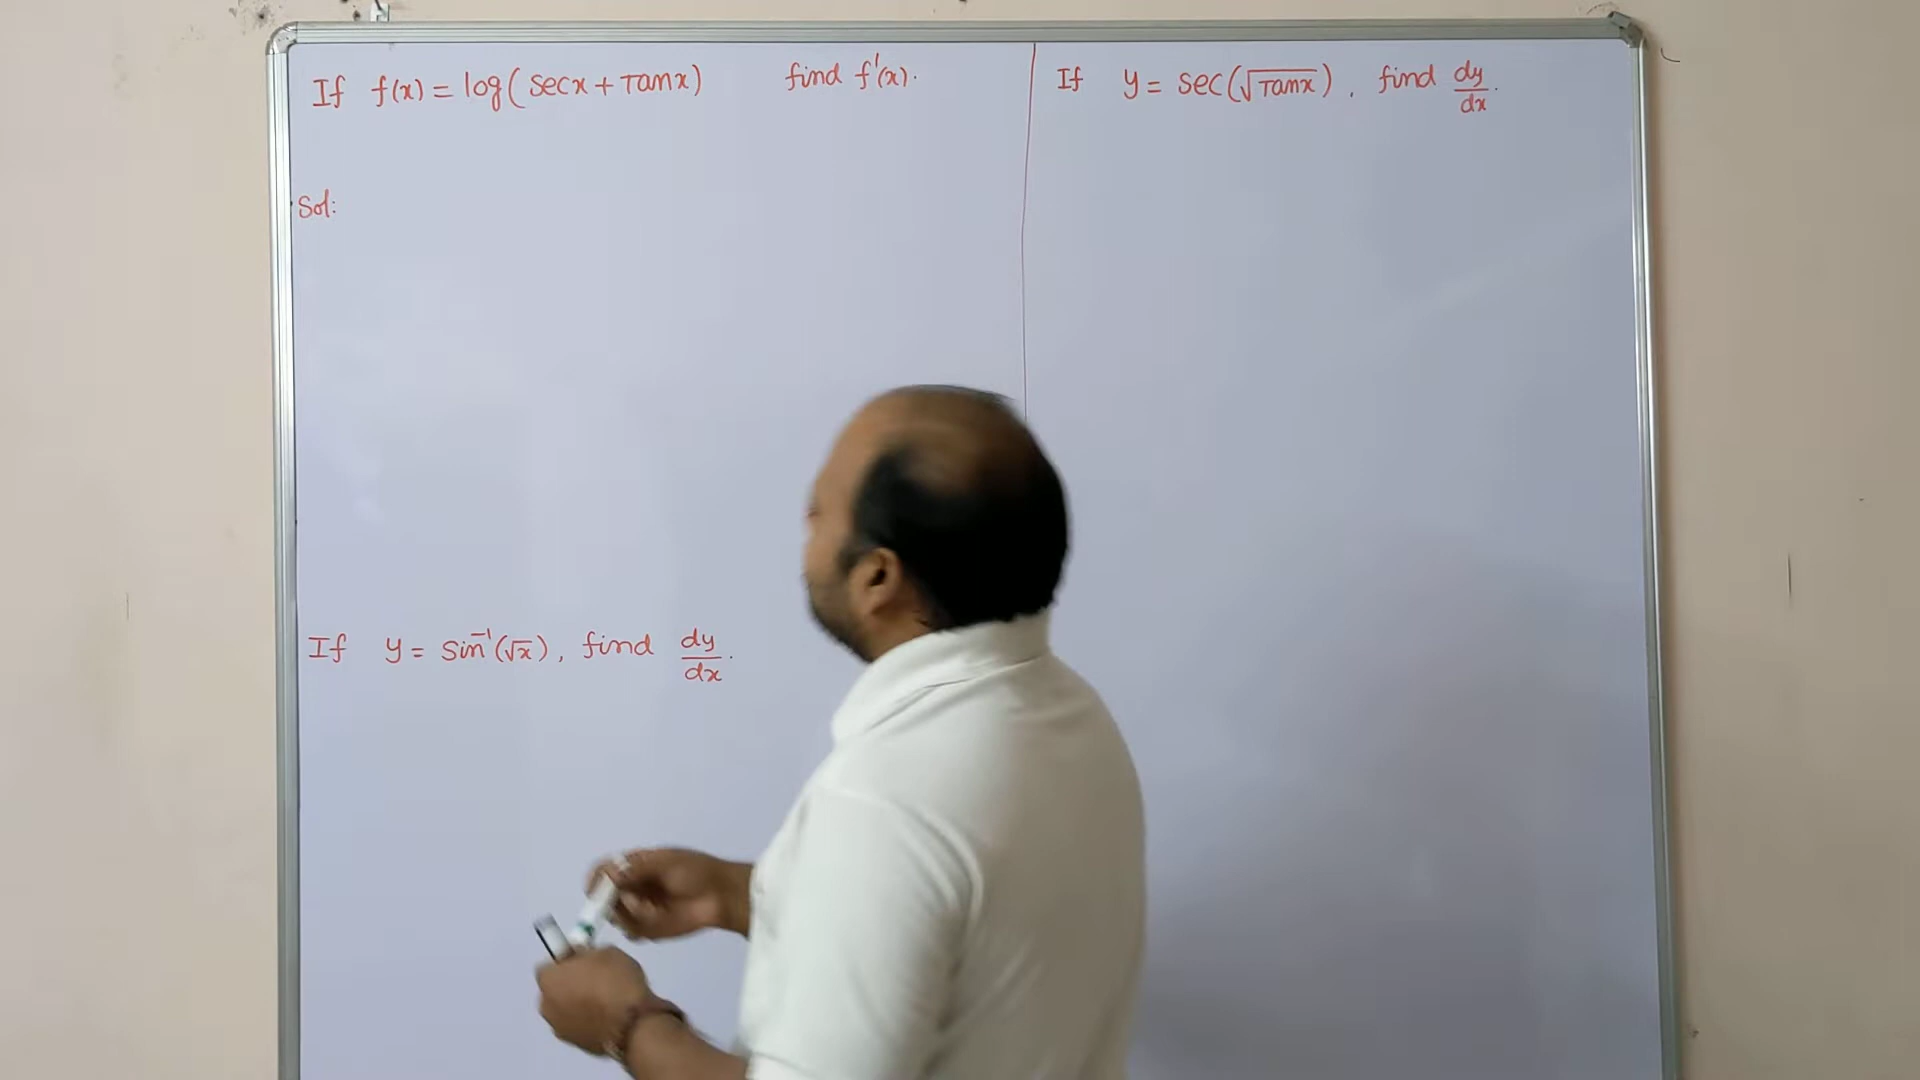 If f(x) = log(secx + Tanx) find f'(x).
Sol:
If y = sin⁻¹(√x), find dy/dx.
If y = sec(√Tanx), find dy/dx.